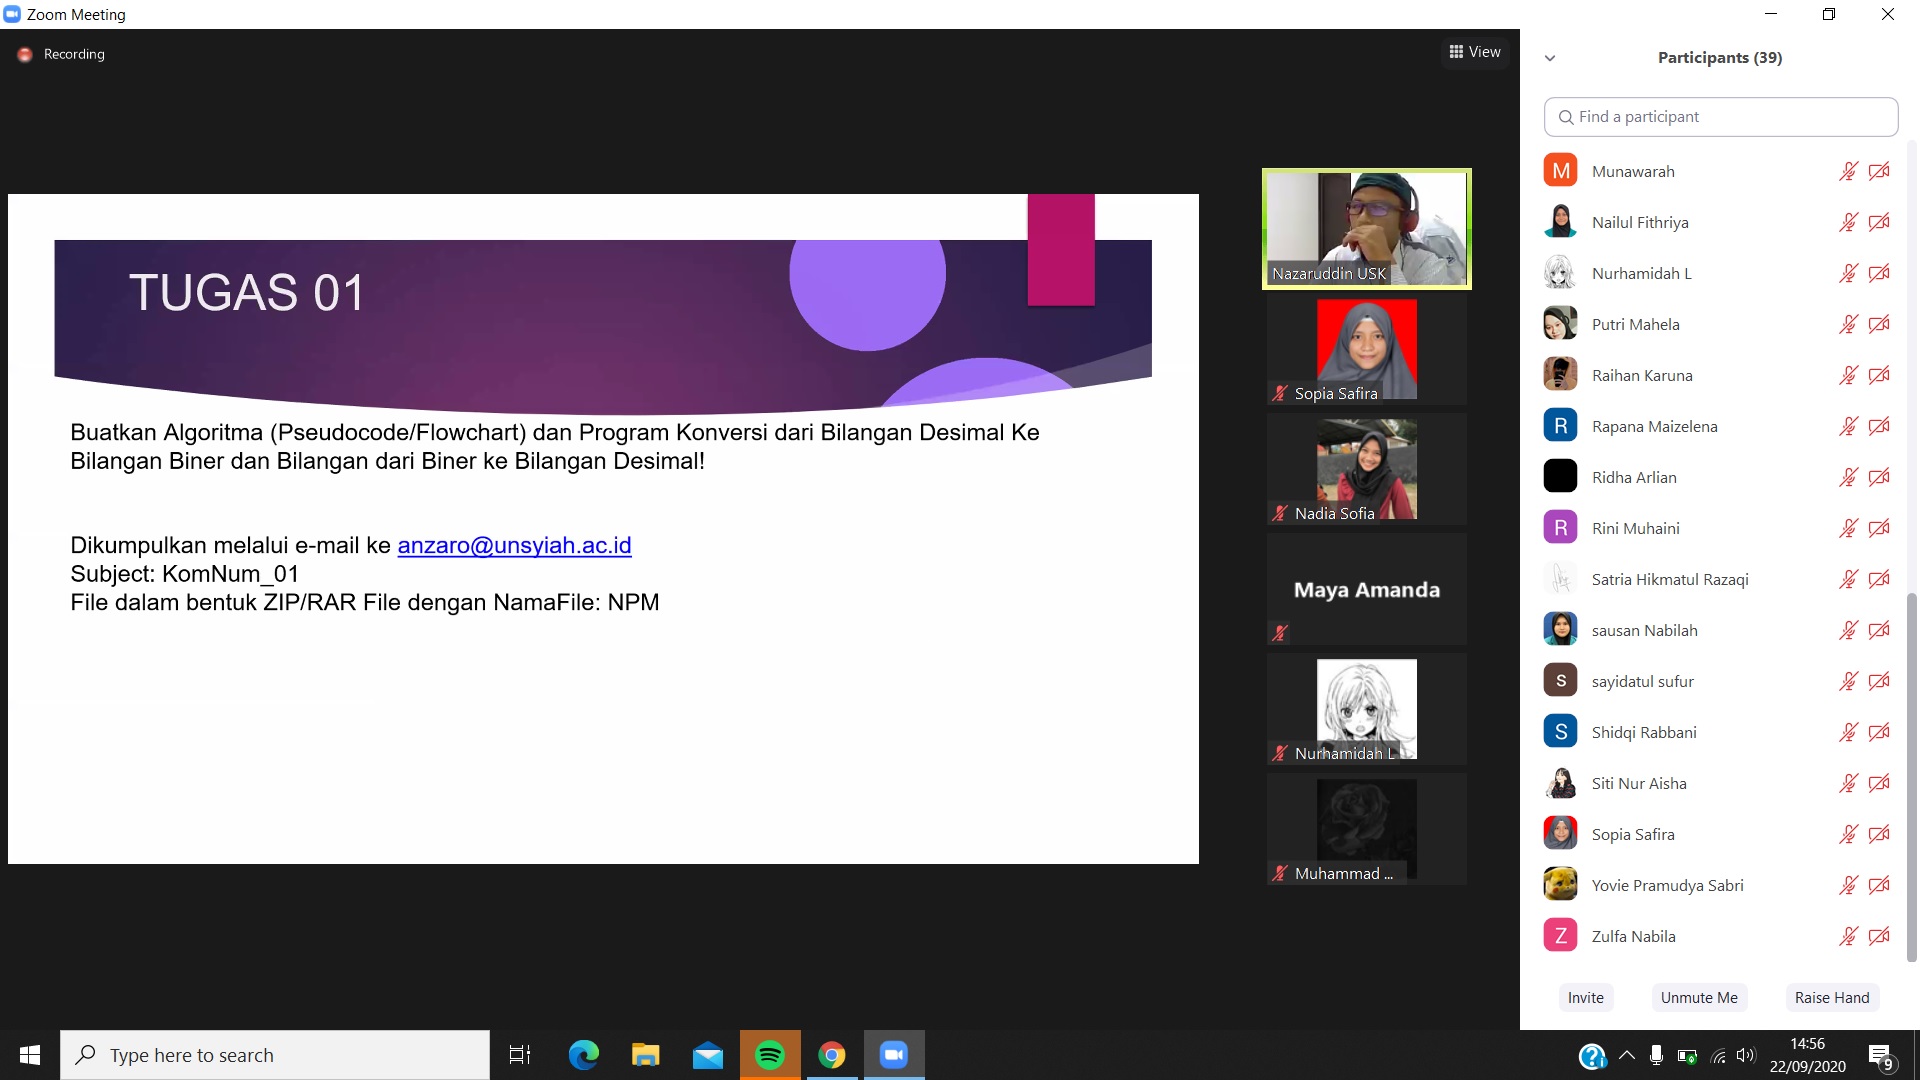 Zoom Meeting
Recording
View
TUGAS 01
Buatkan Algoritma (Pseudocode/Flowchart) dan Program Konversi dari Bilangan Desimal Ke
Bilangan Biner dan Bilangan dari Biner ke Bilangan Desimal!
Dikumpulkan melalui e-mail ke anzaro@unsyiah.ac.id
Subject: KomNum_01
File dalam bentuk ZIP/RAR File dengan NamaFile: NPM
Nazaruddin USK
Sopia Safira
Nadia Sofia
Maya Amanda
Nurhamidah L
Muhammad ...
Participants (39)
Find a participant
M Munawarah
Nailul Fithriya
Nurhamidah L
Putri Mahela
Raihan Karuna
R Rapana Maizelena
Ridha Arlian
R Rini Muhaini
Satria Hikmatul Razaqi
sausan Nabilah
s sayidatul sufur
S Shidqi Rabbani
Siti Nur Aisha
Sopia Safira
Yovie Pramudya Sabri
Z Zulfa Nabila
Invite
Unmute Me
Raise Hand
Type here to search
14:56
22/09/2020
9